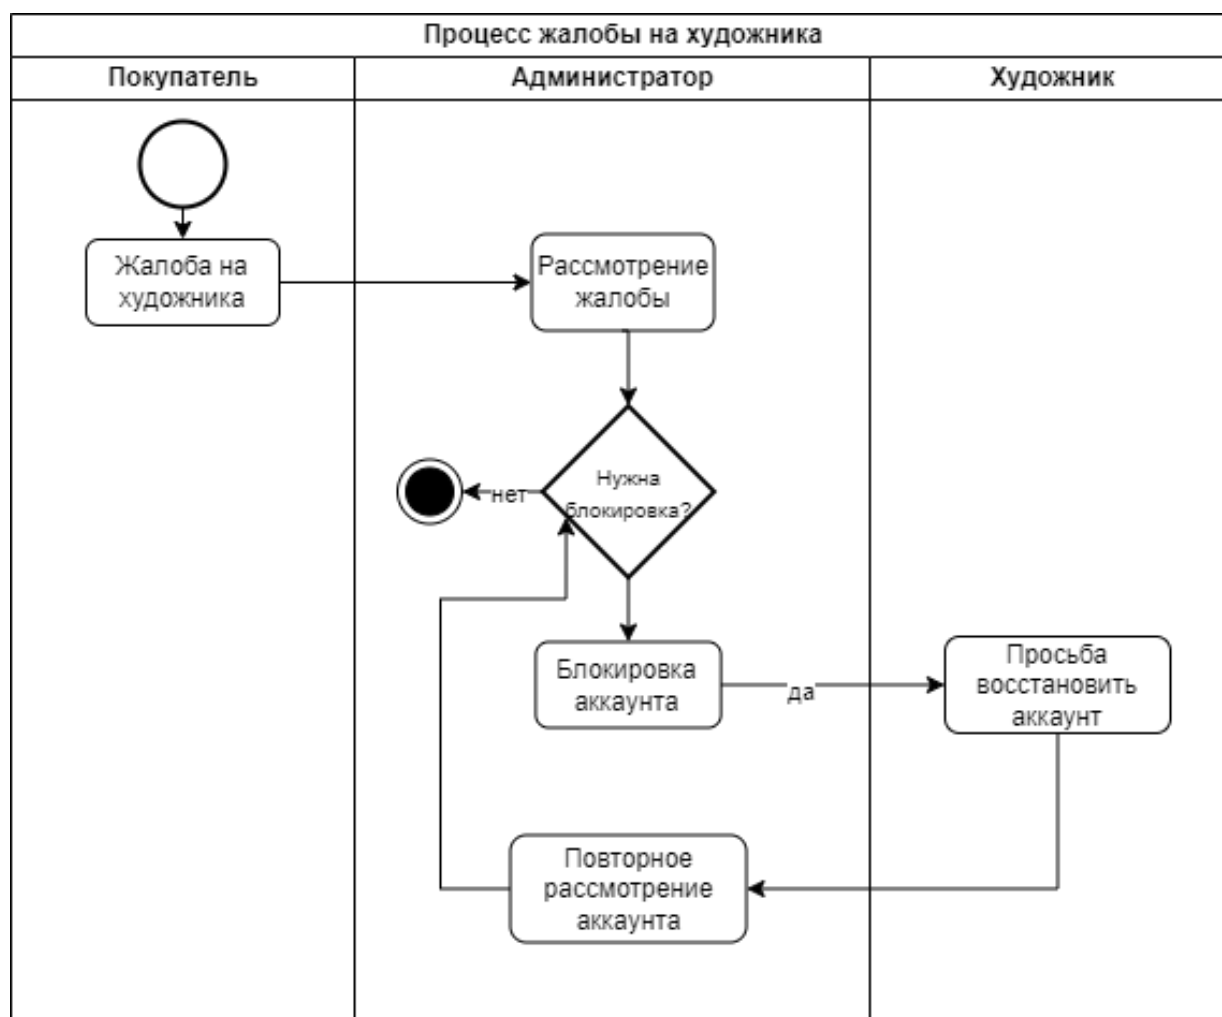 Процесс жалобы на художника
Покупатель
Администратор
Художник
Жалоба на
художника
Рассмотрение
жалобы
Нужна
блокировка?
нет
Блокировка
аккаунта
да
Просьба
восстановить
аккаунт
Повторное
рассмотрение
аккаунта